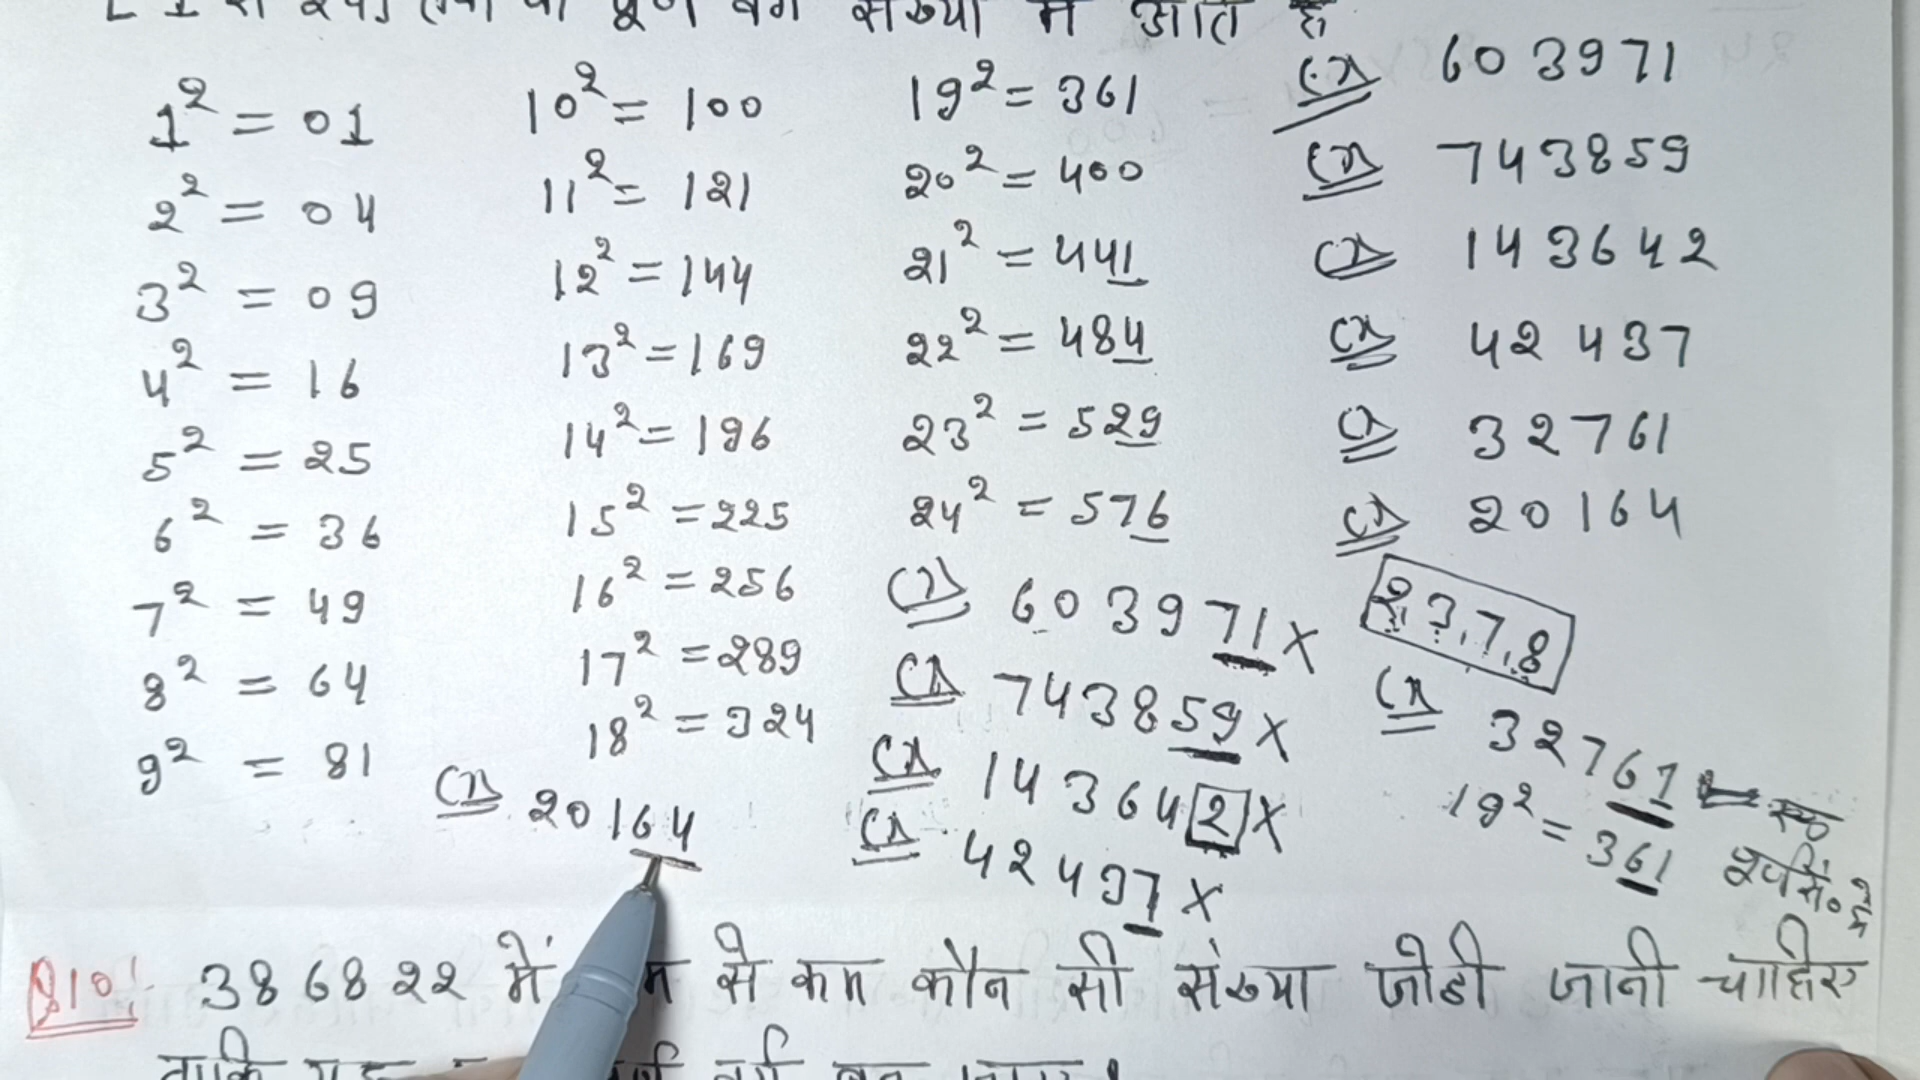 पूर्ण वर्ग संख्या में आते है
1² = 01
2² = 04
3² = 09
4² = 16
5² = 25
6² = 36
7² = 49
8² = 64
9² = 81
10² = 100
11² = 121
12² = 144
13² = 169
14² = 196
15² = 225
16² = 256
17² = 289
18² = 324
20164
19² = 361
20² = 400
21² = 441
22² = 484
23² = 529
24² = 576
603971 X
743859 X
143642 X
42437 X
603971
743859
143642
42437
32761
20164
2,3,7,8
32761
19² = 361
Q10! 386822 में से कम कौन सी संख्या जोडी जानी चाहिए
ताकि